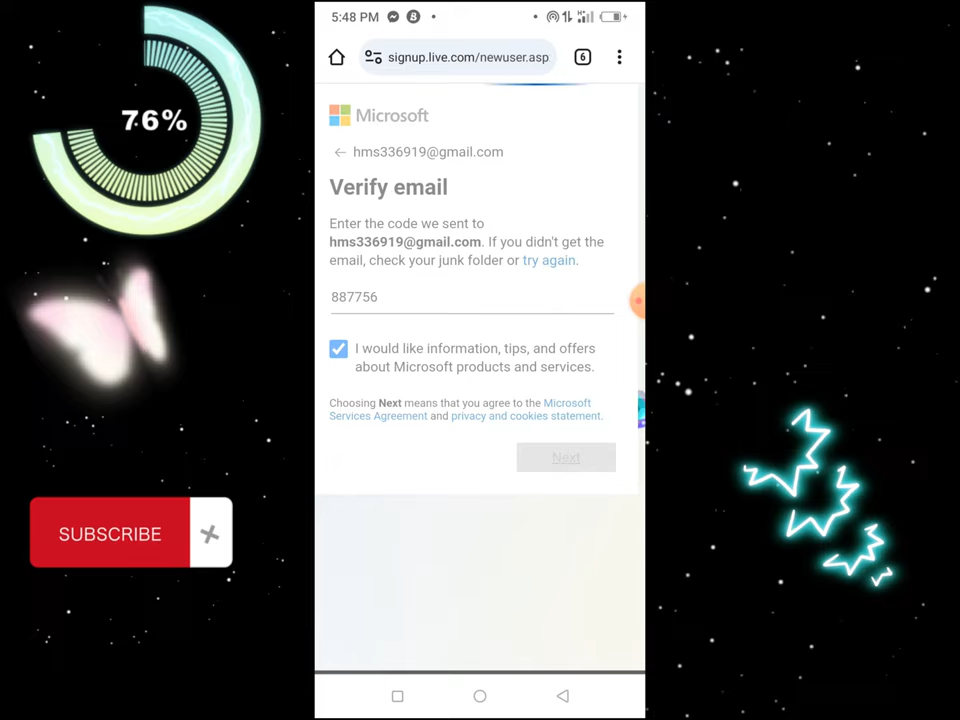 76%
SUBSCRIBE
5:48 PM
signup.live.com/newuser.asp
6
Microsoft
← hms336919@gmail.com
Verify email
Enter the code we sent to
hms336919@gmail.com. If you didn't get the
email, check your junk folder or try again.
887756
I would like information, tips, and offers
about Microsoft products and services.
Choosing Next means that you agree to the Microsoft
Services Agreement and privacy and cookies statement.
Next